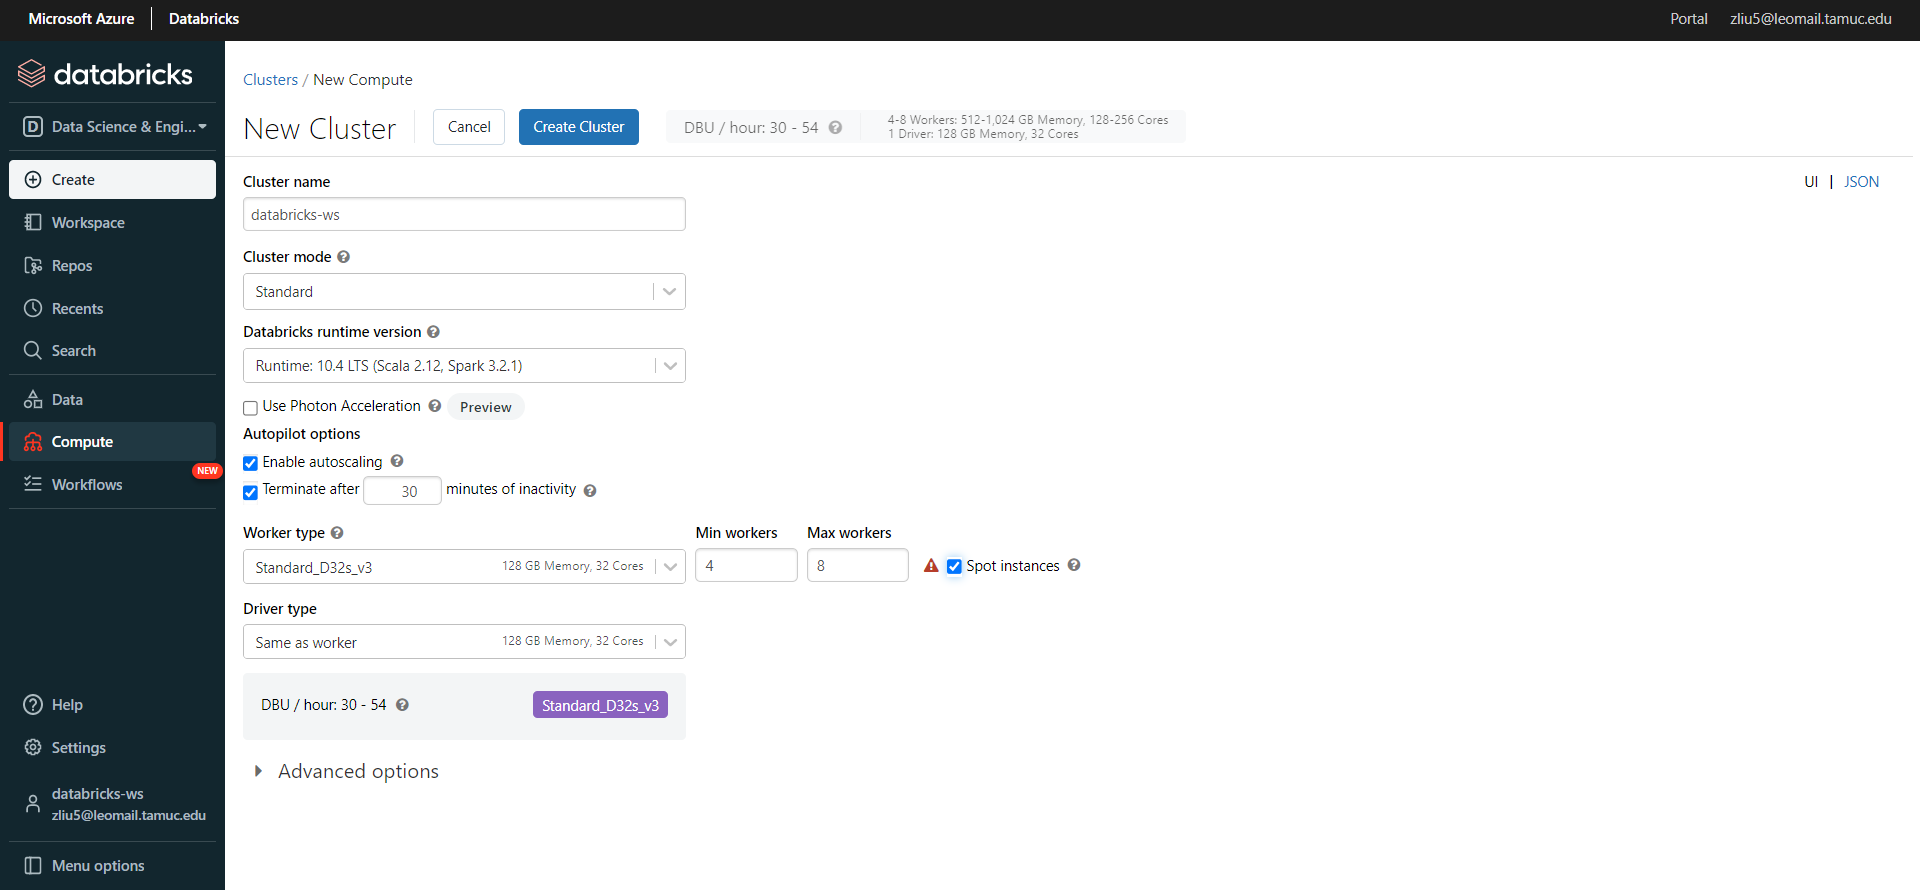 Microsoft Azure
Databricks
Portal
zliu5@leomail.tamuc.edu
databricks
D
Data Science & Engi...
Create
Workspace
Repos
Recents
Search
Data
Compute
NEW
Workflows
Help
Settings
databricks-ws
zliu5@leomail.tamuc.edu
Menu options
Clusters / New Compute
New Cluster
Cancel
Create Cluster
DBU / hour: 30 - 54
4-8 Workers: 512-1,024 GB Memory, 128-256 Cores
1 Driver: 128 GB Memory, 32 Cores
UI | JSON
Cluster name
databricks-ws
Cluster mode
Standard
Databricks runtime version
Runtime: 10.4 LTS (Scala 2.12, Spark 3.2.1)
Use Photon Acceleration
Preview
Autopilot options
Enable autoscaling
Terminate after 30 minutes of inactivity
Worker type
Min workers
Max workers
Standard_D32s_v3
128 GB Memory, 32 Cores
4
8
Spot instances
Driver type
Same as worker
128 GB Memory, 32 Cores
DBU / hour: 30 - 54
Standard_D32s_v3
Advanced options